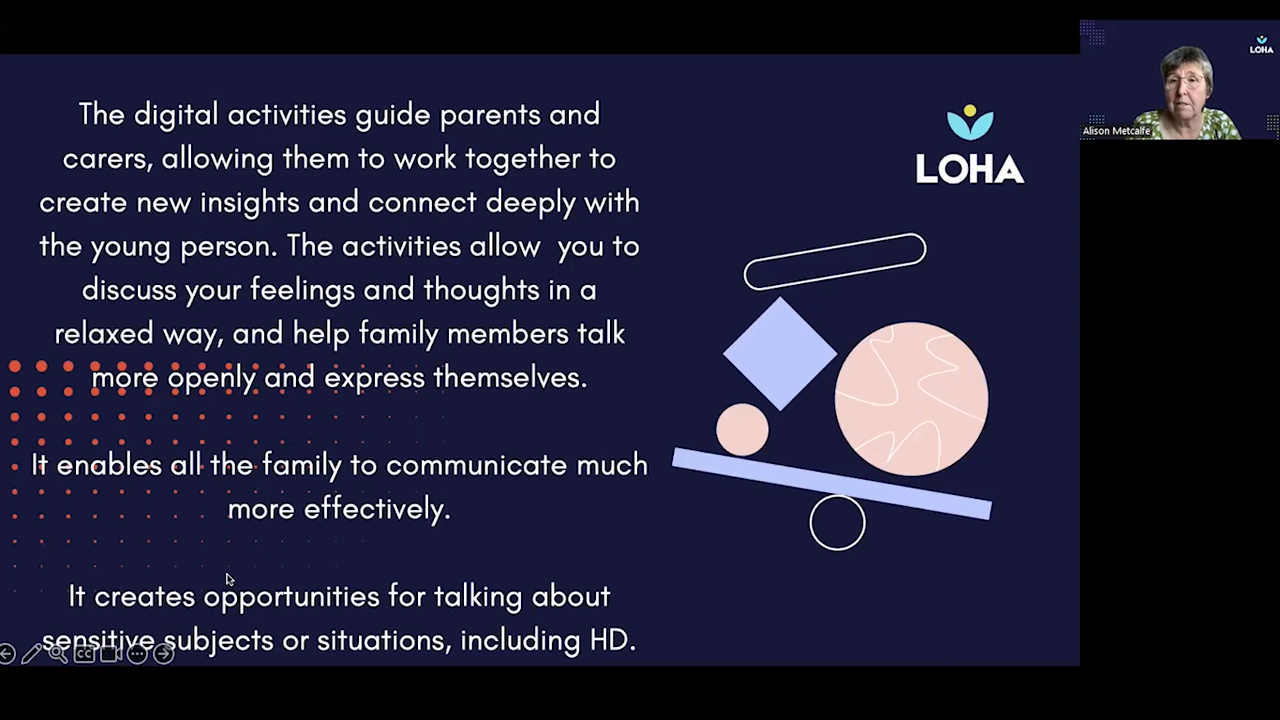 The digital activities guide parents and
carers, allowing them to work together to
create new insights and connect deeply with
the young person. The activities allow  you to
discuss your feelings and thoughts in a
relaxed way, and help family members talk
more openly and express themselves.
It enables all the family to communicate much
more effectively.
It creates opportunities for talking about
sensitive subjects or situations, including HD.
LOHA
LOHA
Alison Metcalfe
CC